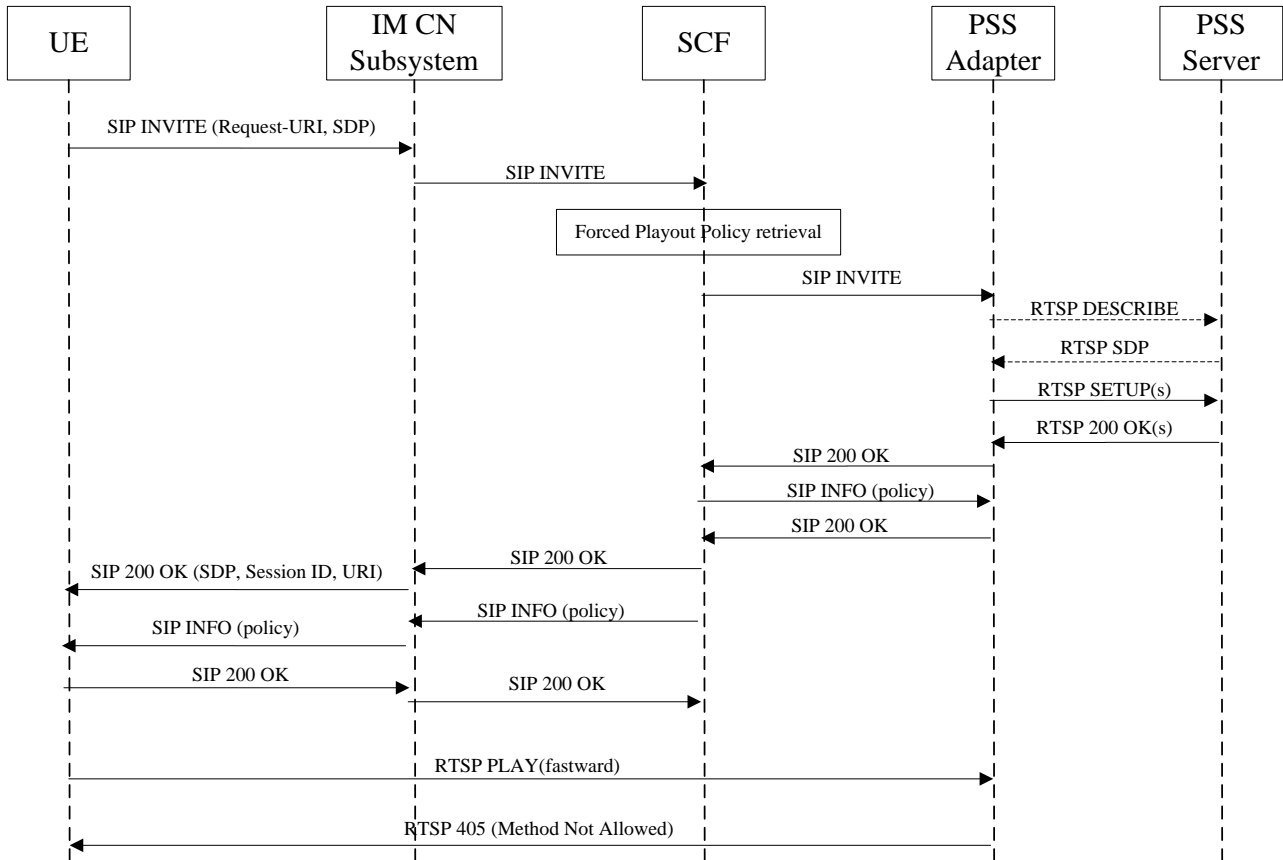 UE
IM CN
Subsystem
SCF
PSS
Adapter
PSS
Server
SIP INVITE (Request-URI, SDP)
SIP INVITE
Forced Playout Policy retrieval
SIP INVITE
RTSP DESCRIBE
RTSP SDP
RTSP SETUP(s)
RTSP 200 OK(s)
SIP 200 OK
SIP INFO (policy)
SIP 200 OK
SIP 200 OK
SIP 200 OK (SDP, Session ID, URI)
SIP INFO (policy)
SIP INFO (policy)
SIP 200 OK
SIP 200 OK
RTSP PLAY(fastward)
RTSP 405 (Method Not Allowed)